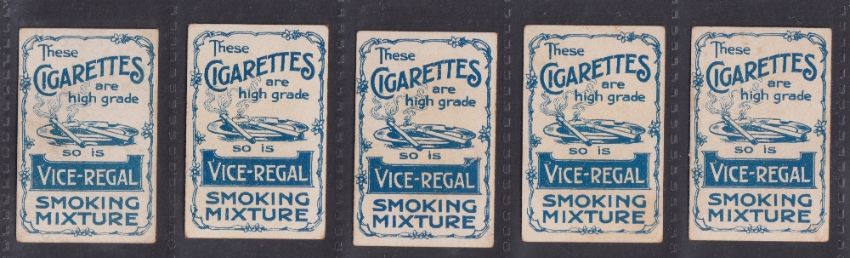 These
CIGARETTES
are
high grade
so is
VICE-REGAL
SMOKING
MIXTURE
These
CIGARETTES
are
high grade
so is
VICE-REGAL
SMOKING
MIXTURE
These
CIGARETTES
are
high grade
so is
VICE-REGAL
SMOKING
MIXTURE
These
CIGARETTES
are
high grade
so is
VICE-REGAL
SMOKING
MIXTURE
These
CIGARETTES
are
high grade
so is
VICE-REGAL
SMOKING
MIXTURE